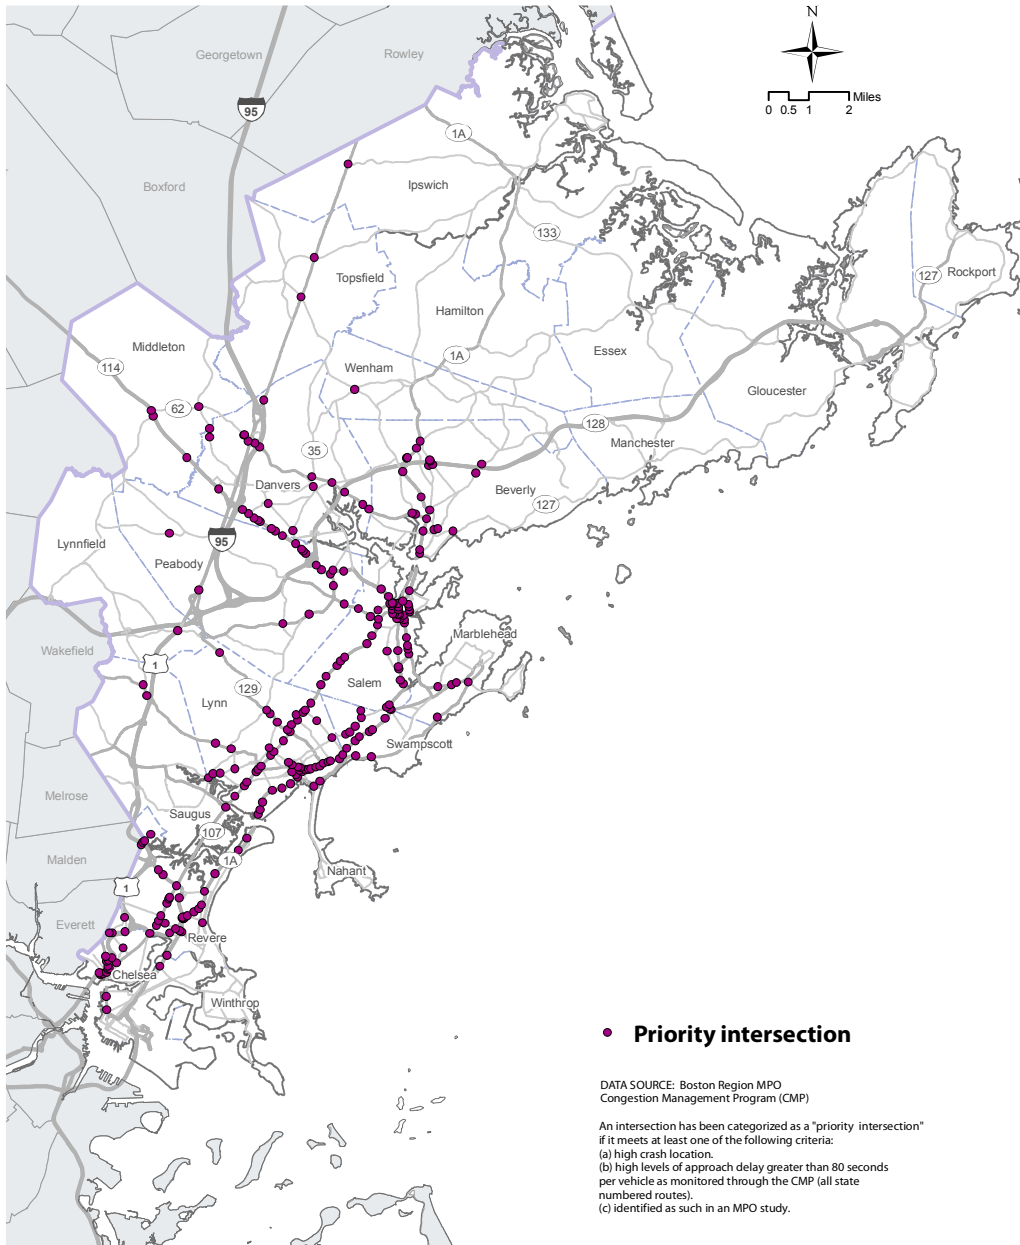 Georgetown
Rowley
N
95
Miles
0 0.5 1 2
1A
Boxford
Ipswich
133
Topsfield
127
Rockport
Hamilton
Middleton
1A
Essex
114
Wenham
Gloucester
62
128
Manchester
35
Danvers
Beverly
127
Lynnfield
95
Peabody
Wakefield
Marblehead
1
Salem
129
Lynn
Swampscott
Melrose
Saugus
107
1A
Malden
Nahant
1
Everett
Revere
Chelsea
Winthrop
Priority intersection
DATA SOURCE: Boston Region MPO
Congestion Management Program (CMP)
An intersection has been categorized as a "priority intersection"
if it meets at least one of the following criteria:
(a) high crash location.
(b) high levels of approach delay greater than 80 seconds
per vehicle as monitored through the CMP (all state
numbered routes).
(c) identified as such in an MPO study.